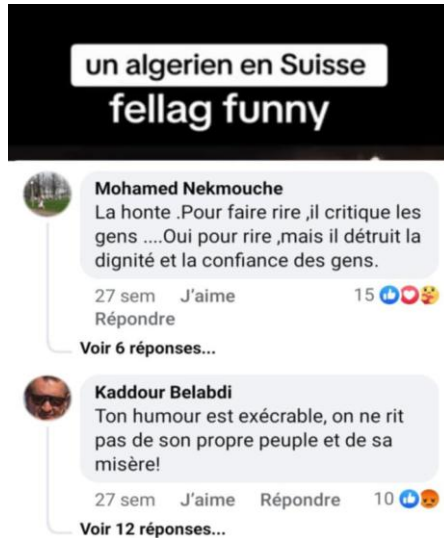 un algerien en Suisse
fellag funny
Mohamed Nekmouche
La honte .Pour faire rire ,il critique les
gens ....Oui pour rire ,mais il détruit la
dignité et la confiance des gens.
27 sem J'aime 15
Répondre
Voir 6 réponses...
Kaddour Belabdi
Ton humour est exécrable, on ne rit
pas de son propre peuple et de sa
misère!
27 sem J'aime Répondre 10
Voir 12 réponses...